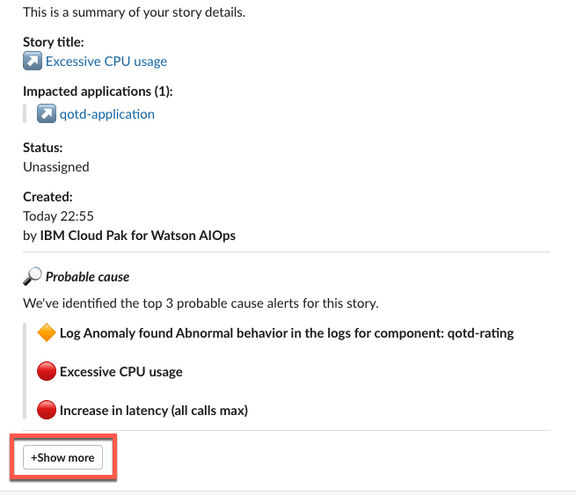 This is a summary of your story details.
Story title:
Excessive CPU usage
Impacted applications (1):
qotd-application
Status:
Unassigned
Created:
Today 22:55
by IBM Cloud Pak for Watson AIOps
Probable cause
We've identified the top 3 probable cause alerts for this story.
Log Anomaly found Abnormal behavior in the logs for component: qotd-rating
Excessive CPU usage
Increase in latency (all calls max)
+Show more